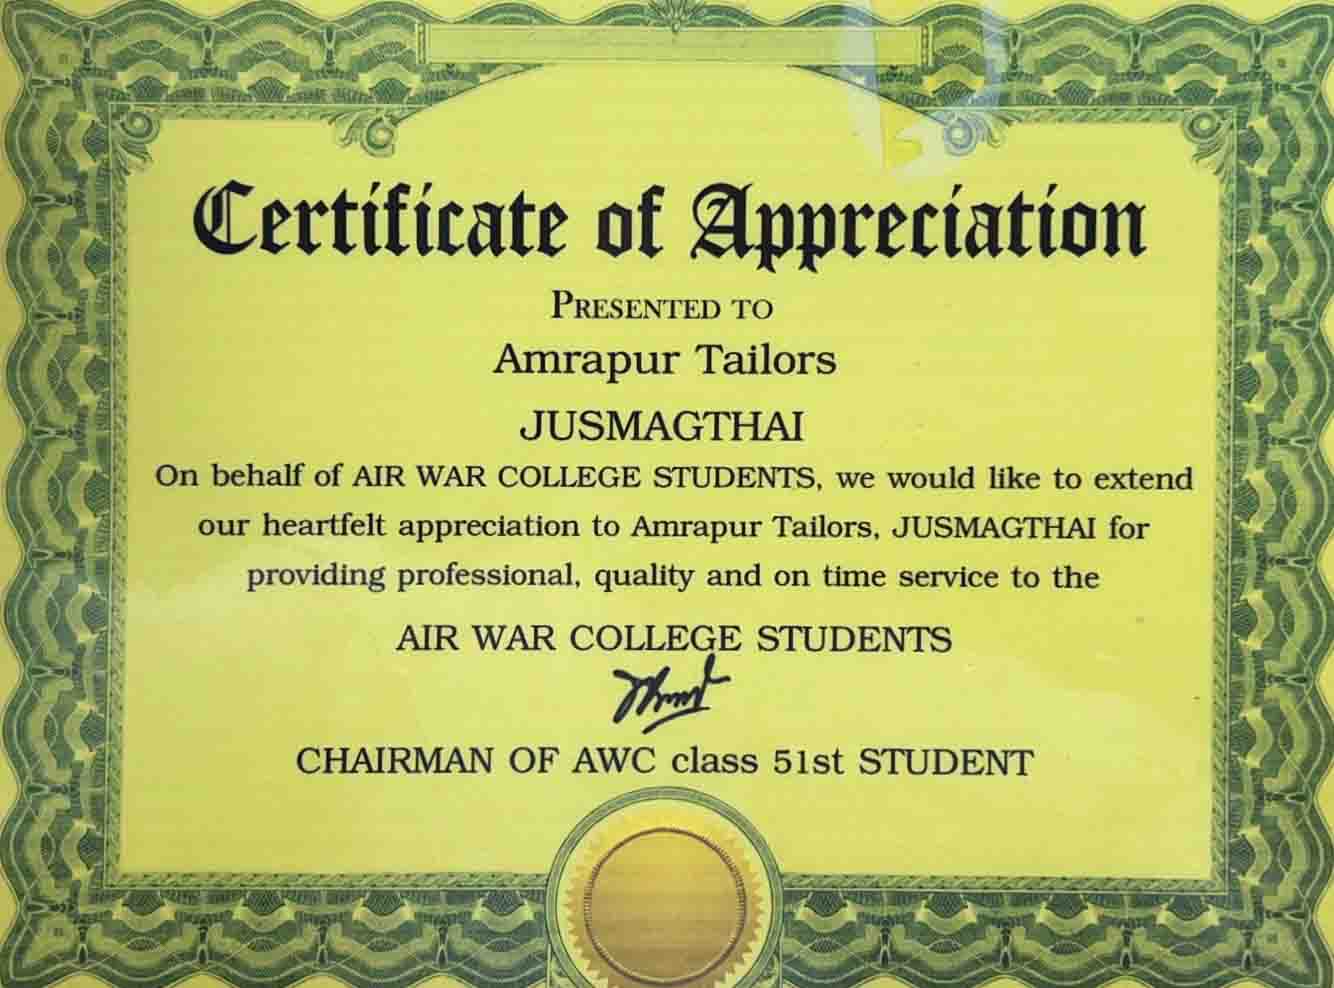 Certificate of Appreciation
PRESENTED TO
Amrapur Tailors
JUSMAGTHAI
On behalf of AIR WAR COLLEGE STUDENTS, we would like to extend
our heartfelt appreciation to Amrapur Tailors, JUSMAGTHAI for
providing professional, quality and on time service to the
AIR WAR COLLEGE STUDENTS
CHAIRMAN OF AWC class 51st STUDENT